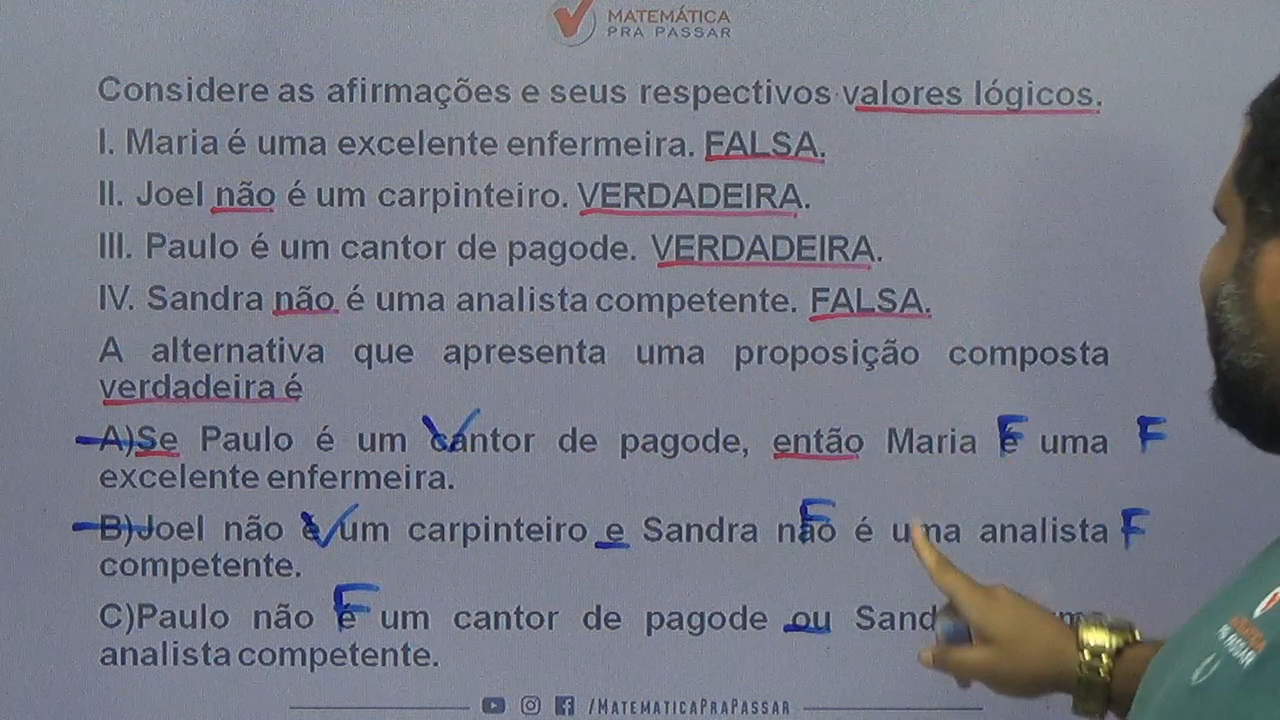 MATEMÁTICA
PRA PASSAR
Considere as afirmações e seus respectivos valores lógicos.
I. Maria é uma excelente enfermeira. FALSA.
II. Joel não é um carpinteiro. VERDADEIRA.
III. Paulo é um cantor de pagode. VERDADEIRA.
IV. Sandra não é uma analista competente. FALSA.
A alternativa que apresenta uma proposição composta
verdadeira é
A)Se Paulo é um cantor de pagode, então Maria é uma F
excelente enfermeira.
B)Joel não é um carpinteiro e Sandra não é uma analista F
competente.
C)Paulo não é um cantor de pagode ou
analista competente.
/MATEMATICAPRAPASSAR